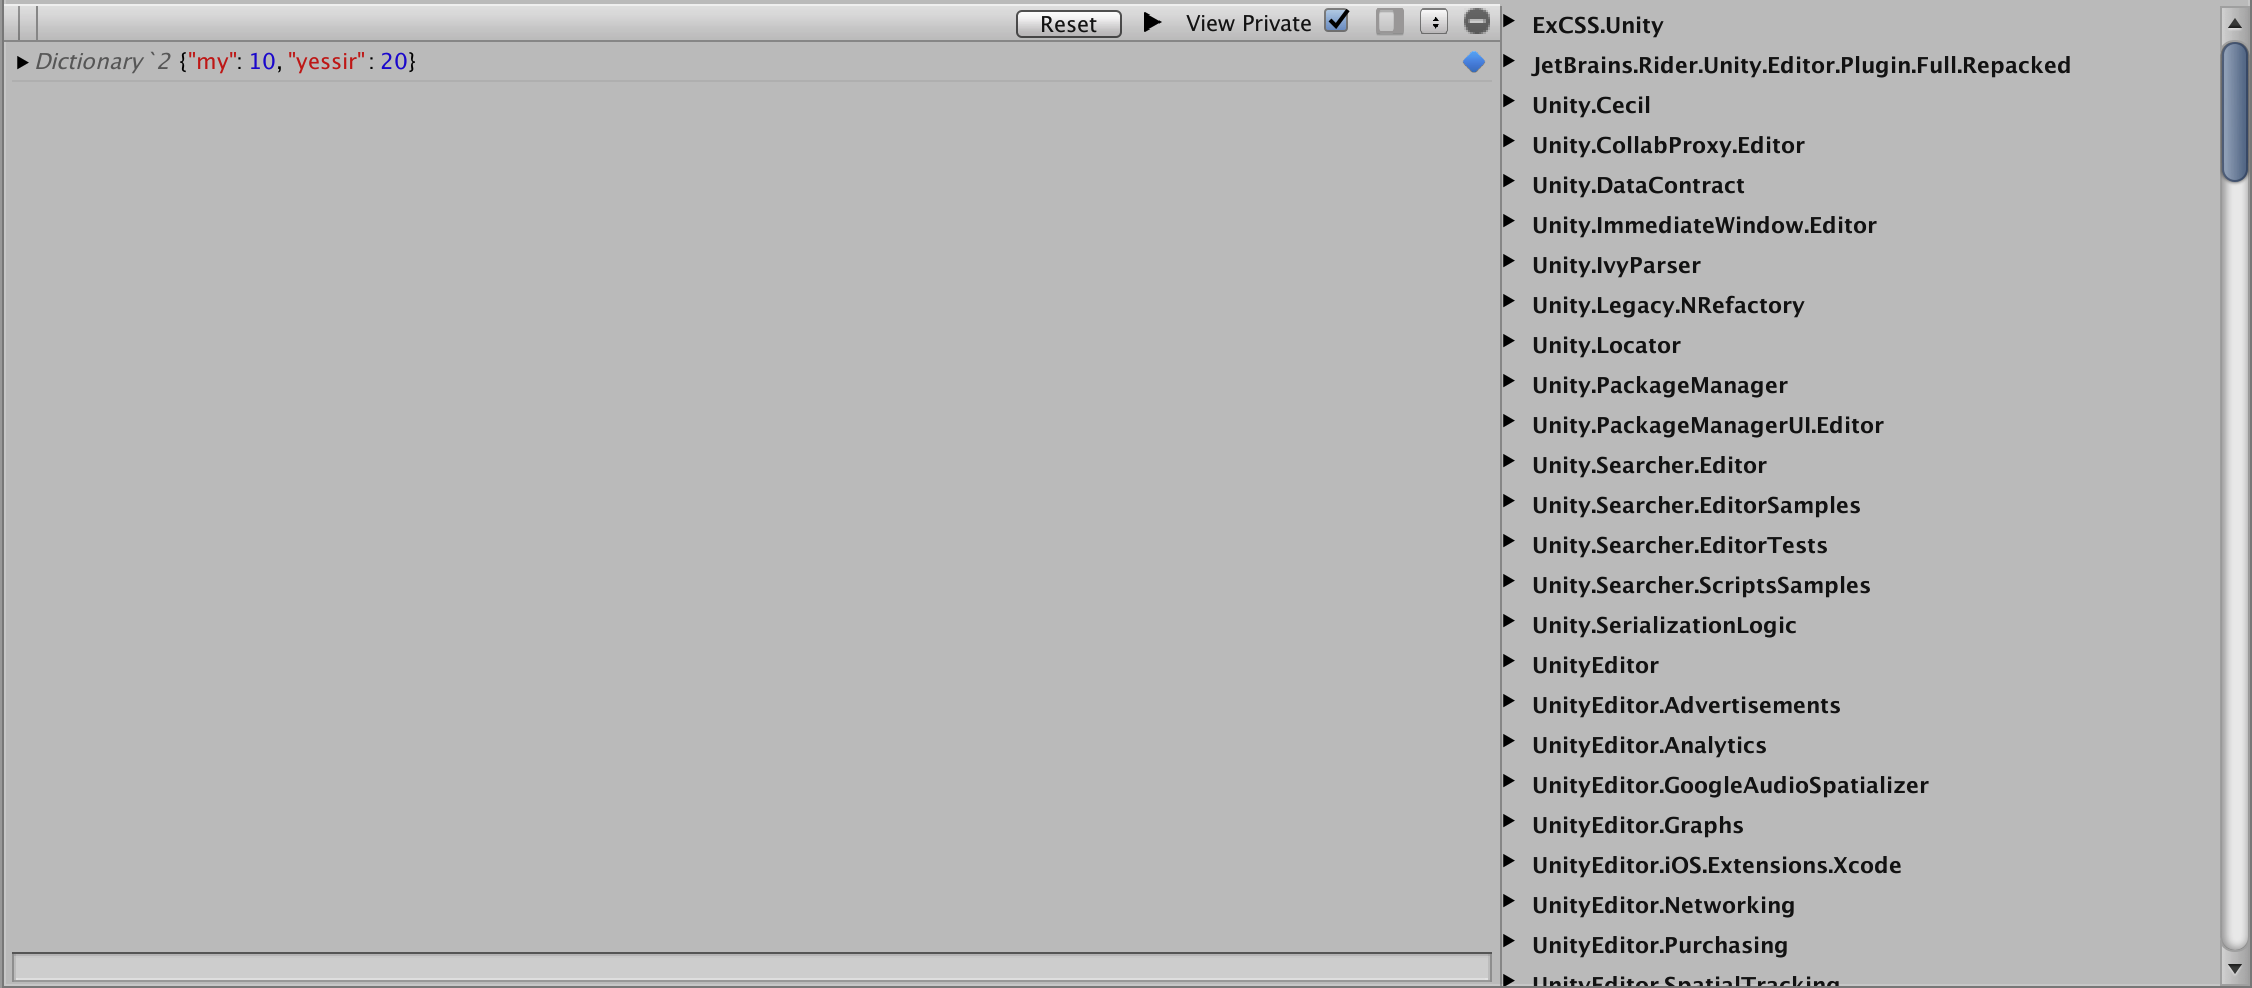 Reset View Private
Dictionary`2 {"my": 10, "yessir": 20}
ExCSS.Unity
JetBrains.Rider.Unity.Editor.Plugin.Full.Repacked
Unity.Cecil
Unity.CollabProxy.Editor
Unity.DataContract
Unity.ImmediateWindow.Editor
Unity.IvyParser
Unity.Legacy.NRefactory
Unity.Locator
Unity.PackageManager
Unity.PackageManagerUI.Editor
Unity.Searcher.Editor
Unity.Searcher.EditorSamples
Unity.Searcher.EditorTests
Unity.Searcher.ScriptsSamples
Unity.SerializationLogic
UnityEditor
UnityEditor.Advertisements
UnityEditor.Analytics
UnityEditor.GoogleAudioSpatializer
UnityEditor.Graphs
UnityEditor.iOS.Extensions.Xcode
UnityEditor.Networking
UnityEditor.Purchasing
UnityEditor.SpatialTracking